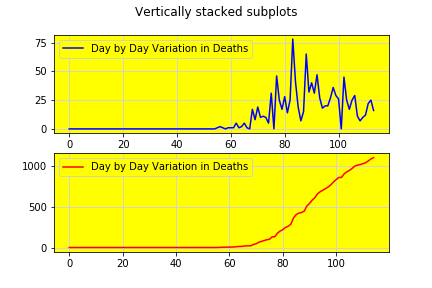 Vertically stacked subplots
75
50
25
0
Day by Day Variation in Deaths
0 20 40 60 80 100
1000
500
0
Day by Day Variation in Deaths
0 20 40 60 80 100